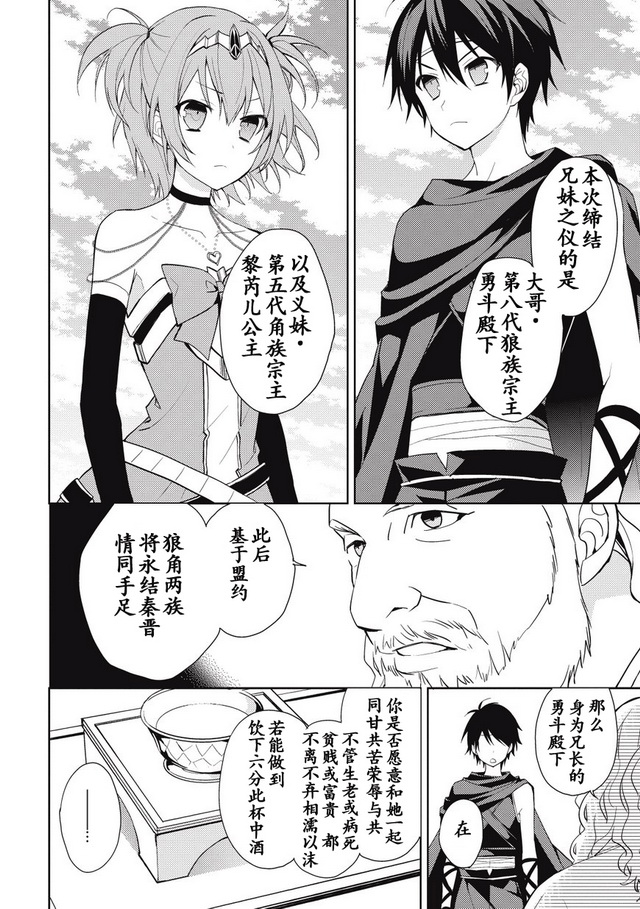 本次缔结
兄妹之仪的是
大哥·
第八代狼族宗主
勇斗殿下
以及义妹·
第五代角族宗主
黎芮儿公主
此后
基于盟约
狼角两族
将永结秦晋
情同手足
那么
身为兄长的
勇斗殿下
在
你是否愿意和她一起
同甘共苦荣辱与共
不管生老或病死
贫贱或富贵 都
不离不弃相濡以沫
若能做到
饮下六分此杯中酒
……